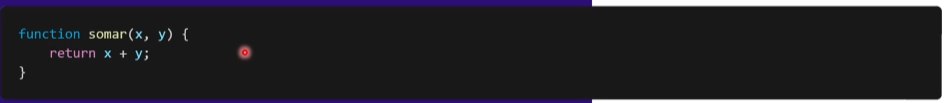 function somar(x, y) {
    return x + y;
}